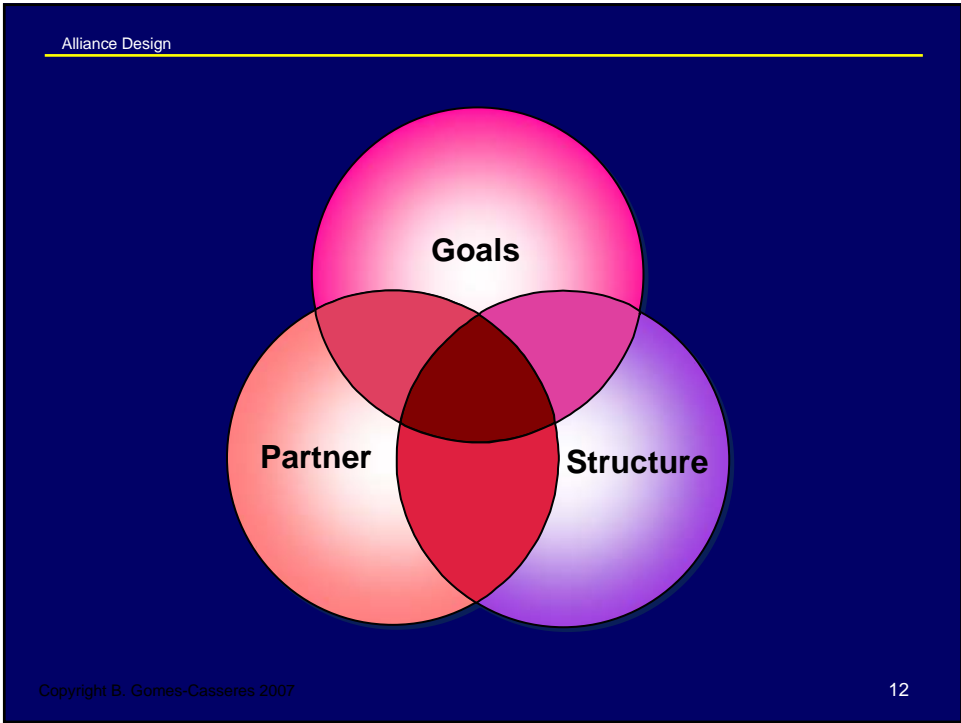 Alliance Design
Goals
Partner
Structure
Copyright B. Gomes-Casseres 2007
12